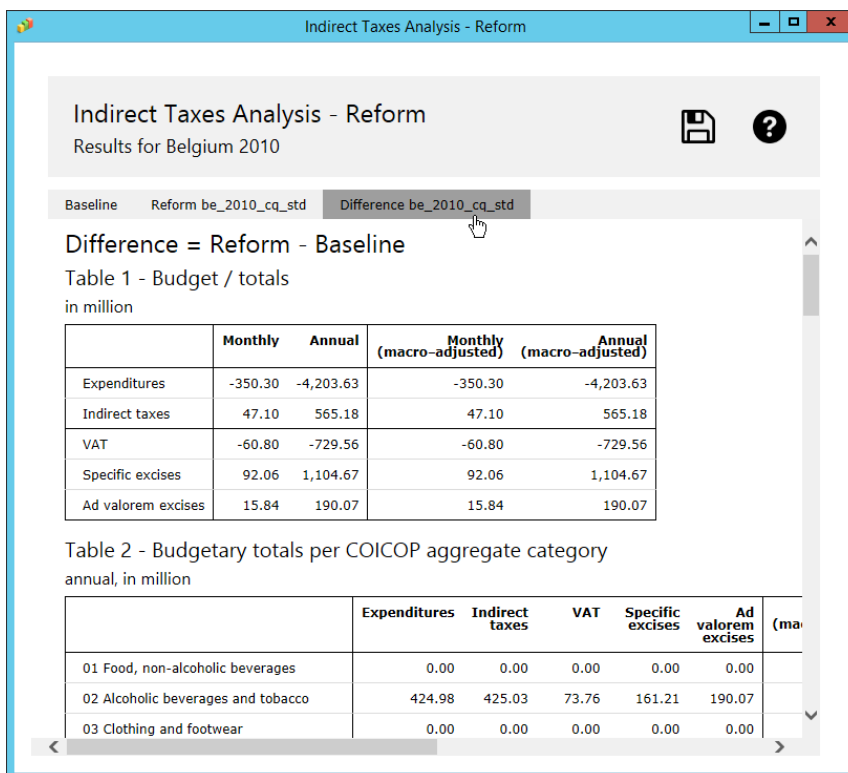 Indirect Taxes Analysis - Reform
Indirect Taxes Analysis - Reform
Results for Belgium 2010
Baseline Reform be_2010_cq_std Difference be_2010_cq_std
Difference = Reform - Baseline
Table 1 - Budget / totals
in million
Monthly Annual Monthly (macro-adjusted) Annual (macro-adjusted)
Expenditures -350.30 -4,203.63 -350.30 -4,203.63
Indirect taxes 47.10 565.18 47.10 565.18
VAT -60.80 -729.56 -60.80 -729.56
Specific excises 92.06 1,104.67 92.06 1,104.67
Ad valorem excises 15.84 190.07 15.84 190.07
Table 2 - Budgetary totals per COICOP aggregate category
annual, in million
Expenditures Indirect taxes VAT Specific excises Ad valorem excises (ma
01 Food, non-alcoholic beverages 0.00 0.00 0.00 0.00 0.00
02 Alcoholic beverages and tobacco 424.98 425.03 73.76 161.21 190.07
03 Clothing and footwear 0.00 0.00 0.00 0.00 0.00